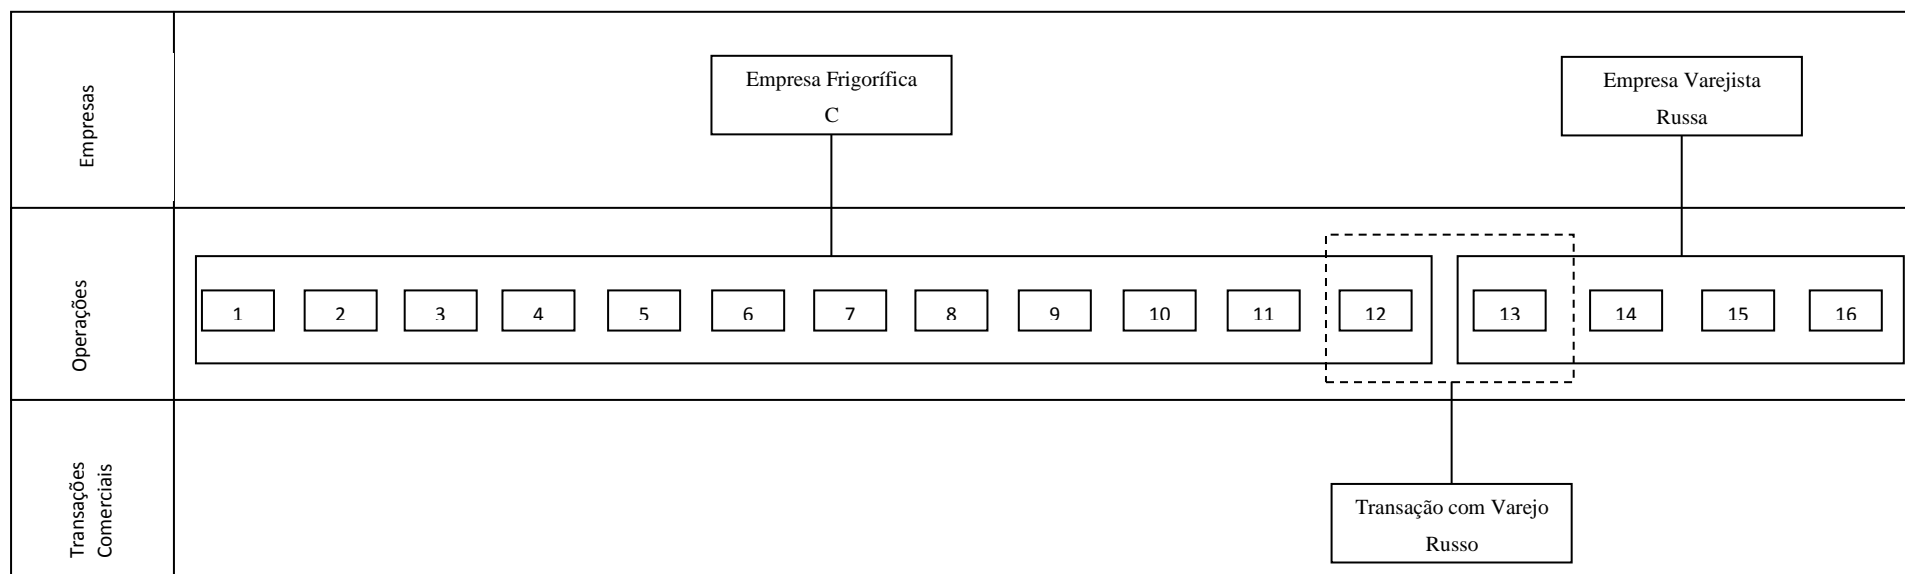 Empresas
Empresa Frigorífica
C
Empresa Varejista
Russa
Operações
1
2
3
4
5
6
7
8
9
10
11
12
13
14
15
16
Transações
Comerciais
Transação com Varejo
Russo